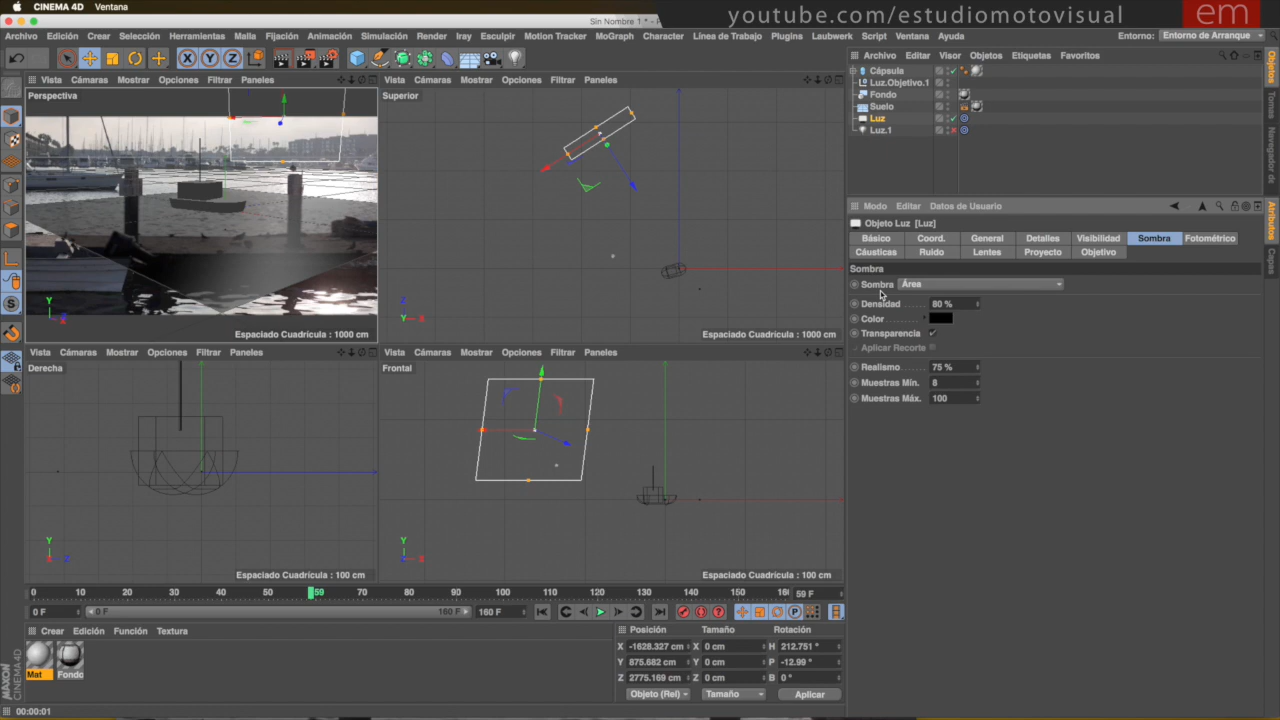 CINEMA 4D Ventana
youtube.com/estudiomotovisual em
Sin Nombre 1 *
Archivo Edición Crear Selección Herramientas Malla Fijación Animación Simulación Render Iray Esculpir Motion Tracker MoGraph Character Línea de Trabajo Plugins Laubwerk Script Ventana Ayuda Entorno: Entorno de Arranque
X Y Z
Archivo Editar Visor Objetos Etiquetas Favoritos
Cápsula
Luz.Objetivo.1
Fondo
Suelo
Luz
Luz.1
Objetos
Tomas
Navegador de
Vista Cámaras Mostrar Opciones Filtrar Paneles
Perspectiva
Espaciado Cuadrícula : 1000 cm
Vista Cámaras Mostrar Opciones Filtrar Paneles
Superior
Espaciado Cuadrícula : 1000 cm
Vista Cámaras Mostrar Opciones Filtrar Paneles
Derecha
Espaciado Cuadrícula : 100 cm
Vista Cámaras Mostrar Opciones Filtrar Paneles
Frontal
Espaciado Cuadrícula : 100 cm
Modo Editar Datos de Usuario
Objeto Luz [Luz]
Básico Coord. General Detalles Visibilidad Sombra Fotométrico
Cáusticas Ruido Lentes Proyecto Objetivo
Sombra
Sombra Área
Densidad 80 %
Color
Transparencia
Aplicar Recorte
Realismo 75 %
Muestras Mín. 8
Muestras Máx. 100
Atributos
Capas
0 10 20 30 40 50 59 70 80 90 100 110 120 130 140 150 16 59 F
0 F 0 F 160 F 160 F
Crear Edición Función Textura
Mat Fondo
Posición Tamaño Rotación
X -1628.327 cm X 0 cm H 212.751 °
Y 875.682 cm Y 0 cm P -12.99 °
Z 2775.169 cm Z 0 cm B 0 °
Objeto (Rel) Tamaño Aplicar
MAXON
CINEMA 4D
00:00:01